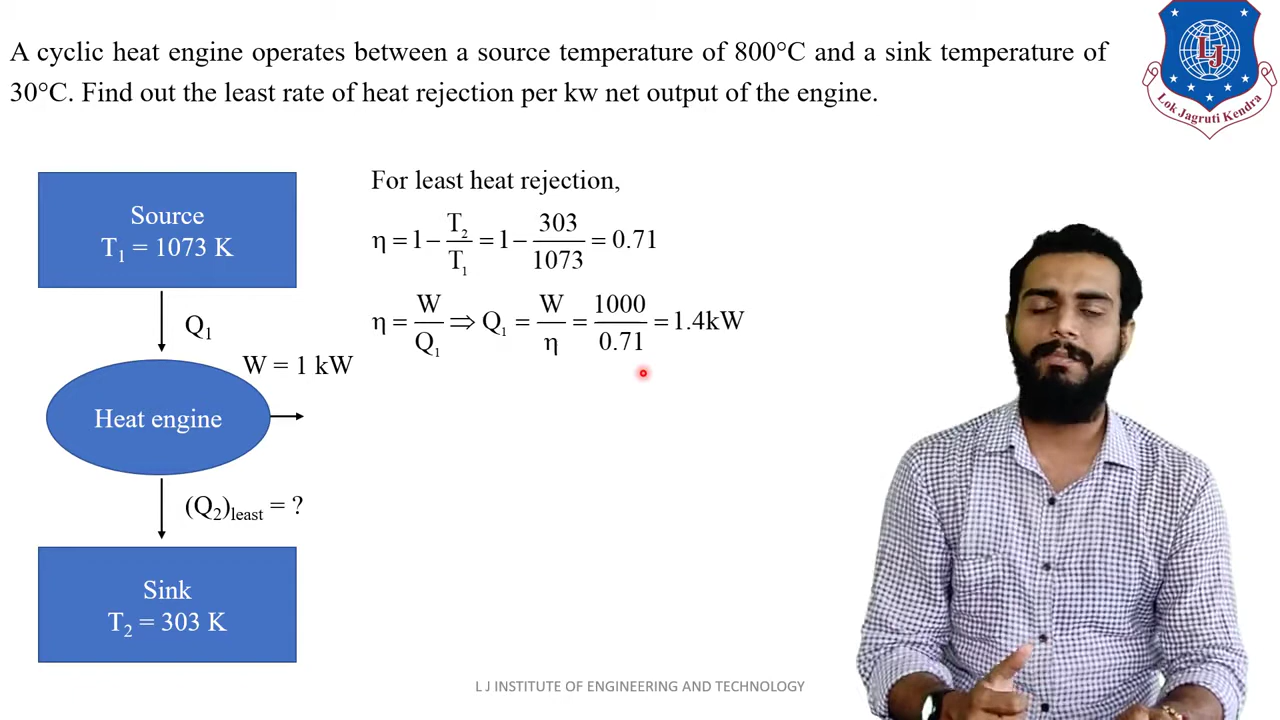 A cyclic heat engine operates between a source temperature of 800°C and a sink temperature of
30°C. Find out the least rate of heat rejection per kw net output of the engine.
LJ
Lok Jagruti Kendra
Source
T₁ = 1073 K
Q₁
W = 1 kW
Heat engine
(Q₂)least = ?
Sink
T₂ = 303 K
For least heat rejection,
η = 1 − T₂/T₁ = 1 − 303/1073 = 0.71
η = W/Q₁ ⇒ Q₁ = W/η = 1000/0.71 = 1.4kW
L J INSTITUTE OF ENGINEERING AND TECHNOLOGY